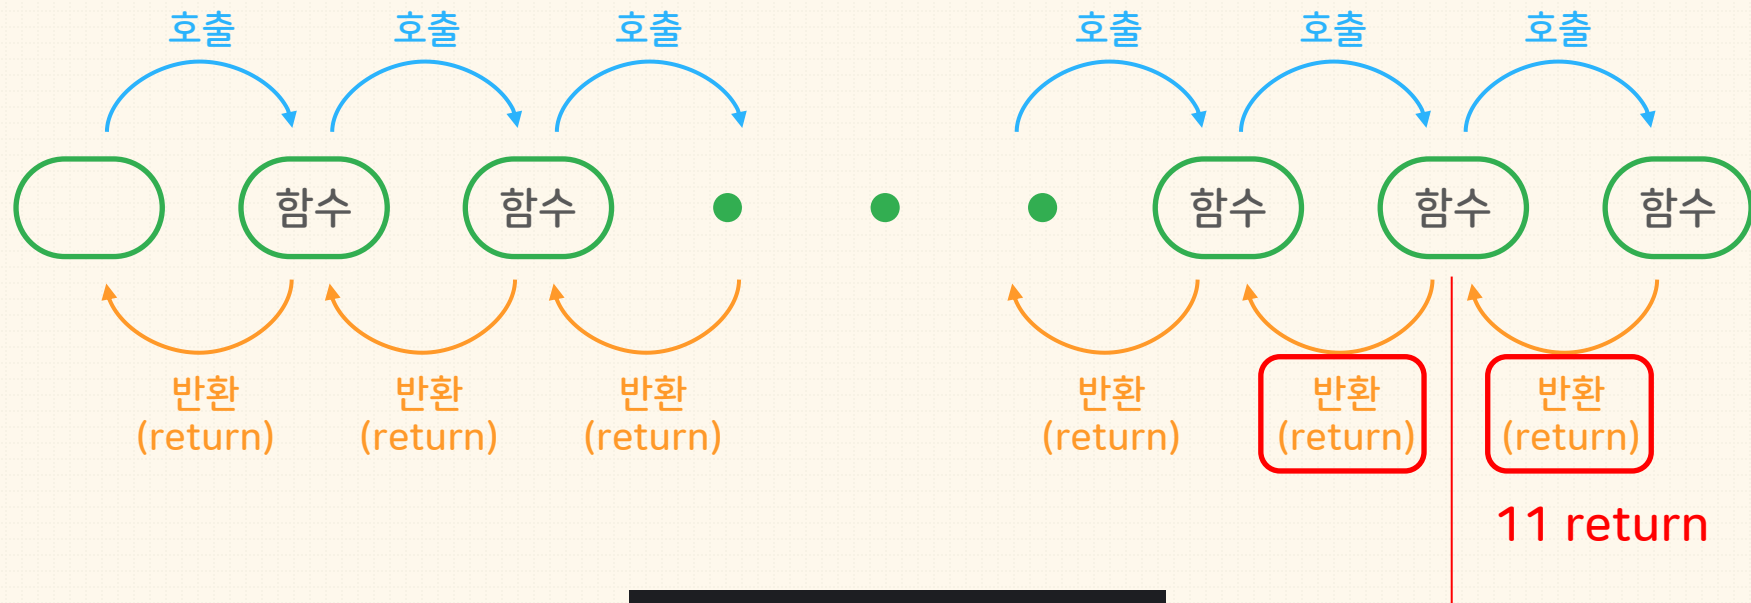 호출
호출
호출
호출
호출
호출
함수
함수
함수
함수
함수
반환
(return)
반환
(return)
반환
(return)
반환
(return)
반환
(return)
반환
(return)
11 return